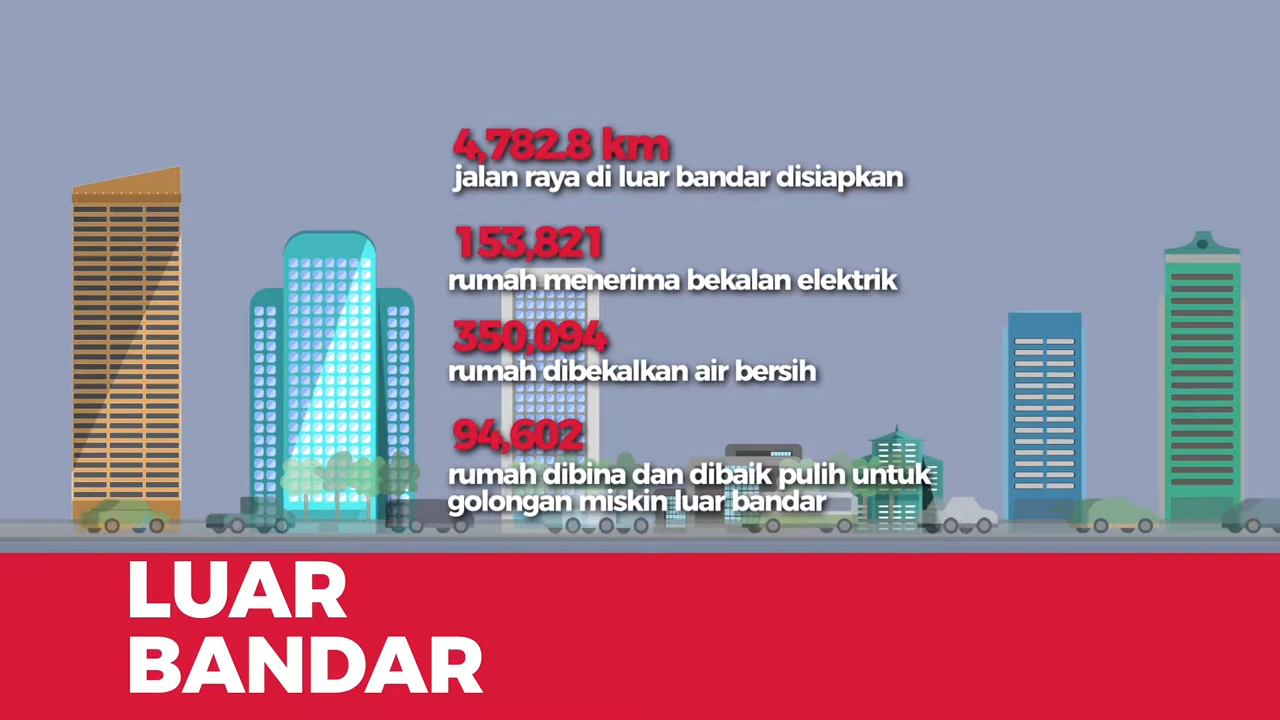 4,782.8 km
jalan raya di luar bandar disiapkan
153,821
rumah menerima bekalan elektrik
350,094
rumah dibekalkan air bersih
94,602
rumah dibina dan dibaik pulih untuk
golongan miskin luar bandar
LUAR
BANDAR